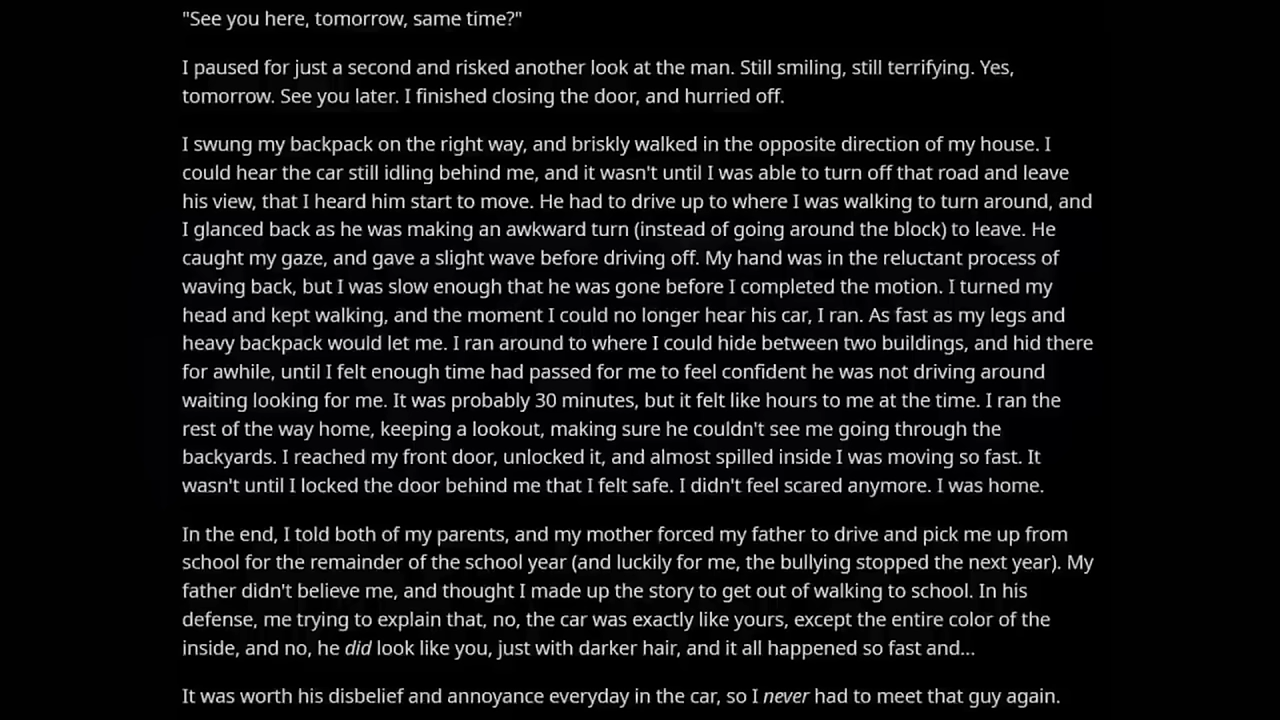 "See you here, tomorrow, same time?"
I paused for just a second and risked another look at the man. Still smiling, still terrifying. Yes,
tomorrow. See you later. I finished closing the door, and hurried off.
I swung my backpack on the right way, and briskly walked in the opposite direction of my house. I
could hear the car still idling behind me, and it wasn't until I was able to turn off that road and leave
his view, that I heard him start to move. He had to drive up to where I was walking to turn around, and
I glanced back as he was making an awkward turn (instead of going around the block) to leave. He
caught my gaze, and gave a slight wave before driving off. My hand was in the reluctant process of
waving back, but I was slow enough that he was gone before I completed the motion. I turned my
head and kept walking, and the moment I could no longer hear his car, I ran. As fast as my legs and
heavy backpack would let me. I ran around to where I could hide between two buildings, and hid there
for awhile, until I felt enough time had passed for me to feel confident he was not driving around
waiting looking for me. It was probably 30 minutes, but it felt like hours to me at the time. I ran the
rest of the way home, keeping a lookout, making sure he couldn't see me going through the
backyards. I reached my front door, unlocked it, and almost spilled inside I was moving so fast. It
wasn't until I locked the door behind me that I felt safe. I didn't feel scared anymore. I was home.
In the end, I told both of my parents, and my mother forced my father to drive and pick me up from
school for the remainder of the school year (and luckily for me, the bullying stopped the next year). My
father didn't believe me, and thought I made up the story to get out of walking to school. In his
defense, me trying to explain that, no, the car was exactly like yours, except the entire color of the
inside, and no, he did look like you, just with darker hair, and it all happened so fast and...
It was worth his disbelief and annoyance everyday in the car, so I never had to meet that guy again.